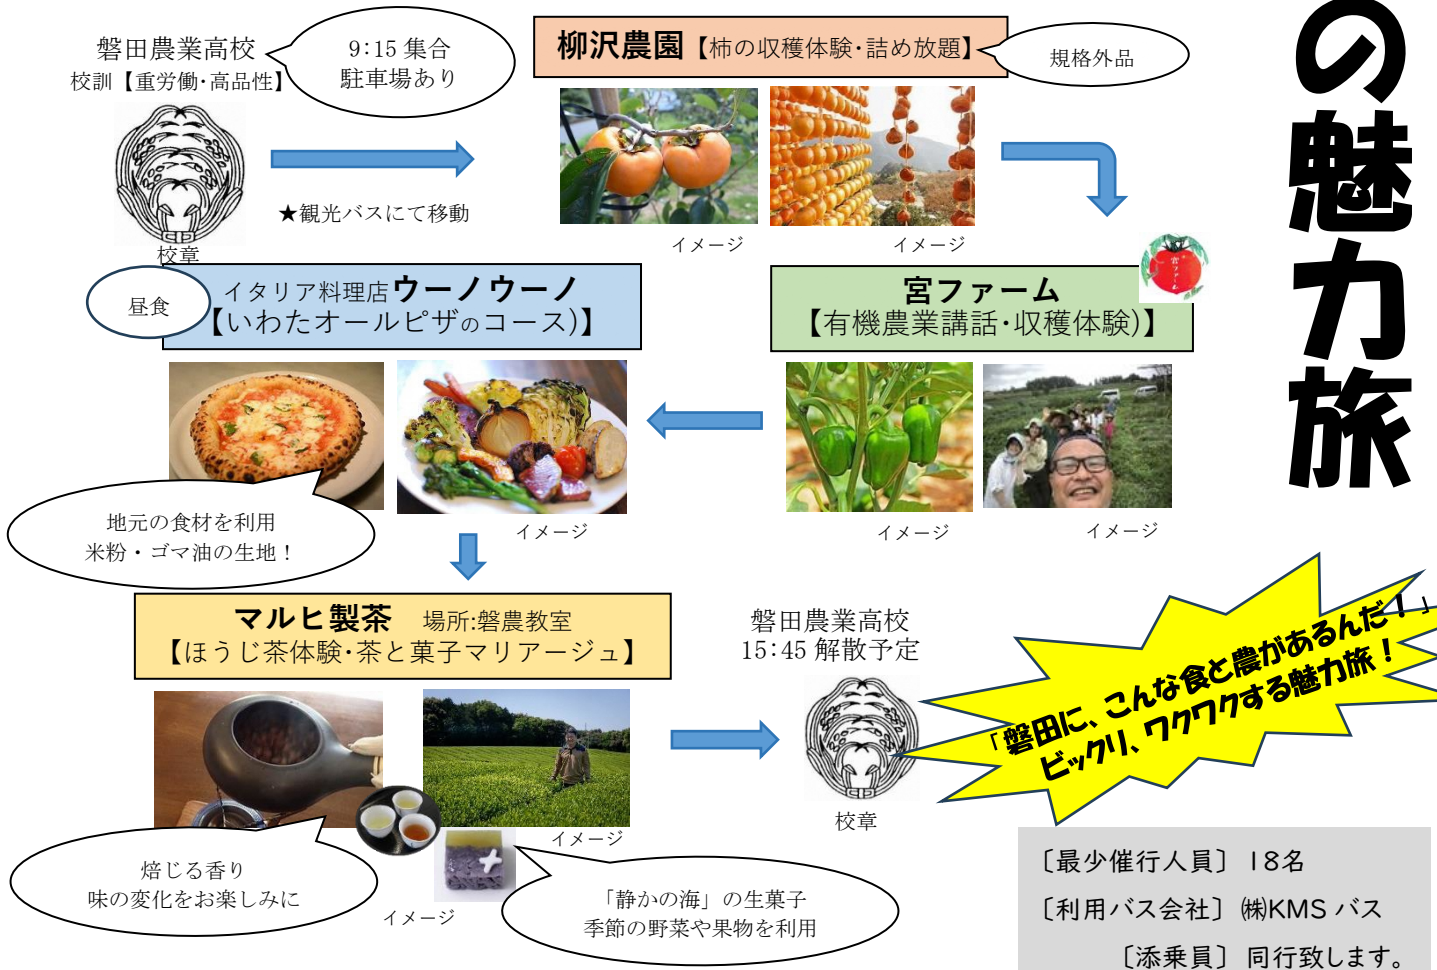 の魅力旅
磐田農業高校
校訓【重労働・高品性】
9:15 集合
駐車場あり
校章
★観光バスにて移動
柳沢農園【柿の収穫体験・詰め放題】
規格外品
イメージ
イメージ
宮ファーム
【有機農業講話・収穫体験)】
イメージ
イメージ
昼食
イタリア料理店ウーノウーノ
【いわたオールピザのコース)】
イメージ
地元の食材を利用
米粉・ゴマ油の生地！
マルヒ製茶 場所:磐農教室
【ほうじ茶体験・茶と菓子マリアージュ】
イメージ
焙じる香り
味の変化をお楽しみに
イメージ
「静かの海」の生菓子
季節の野菜や果物を利用
磐田農業高校
15:45 解散予定
校章
「磐田に、こんな食と農があるんだ！」
ビックリ、ワクワクする魅力旅！
〔最少催行人員〕 18名
〔利用バス会社〕 ㈱KMS バス
〔添乗員〕 同行致します。